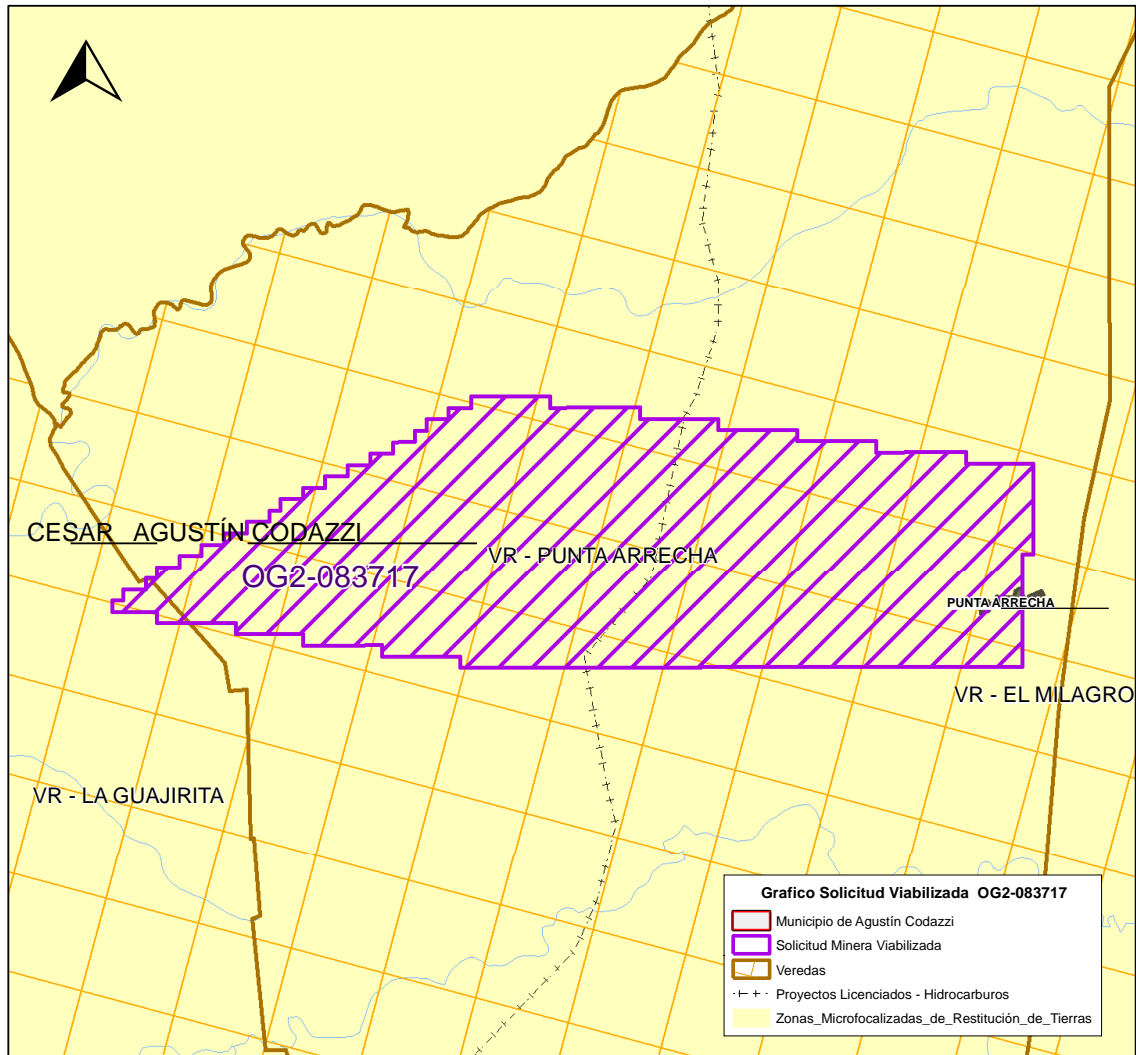 CESAR AGUSTÍN CODAZZI
VR - PUNTA ARRECHA
OG2-083717
PUNTA ARRECHA
VR - EL MILAGRO
VR - LA GUAJIRITA
Grafico Solicitud Viabilizada OG2-083717
Municipio de Agustín Codazzi
Solicitud Minera Viabilizada
Veredas
Proyectos Licenciados - Hidrocarburos
Zonas_Microfocalizadas_de_Restitución_de_Tierras